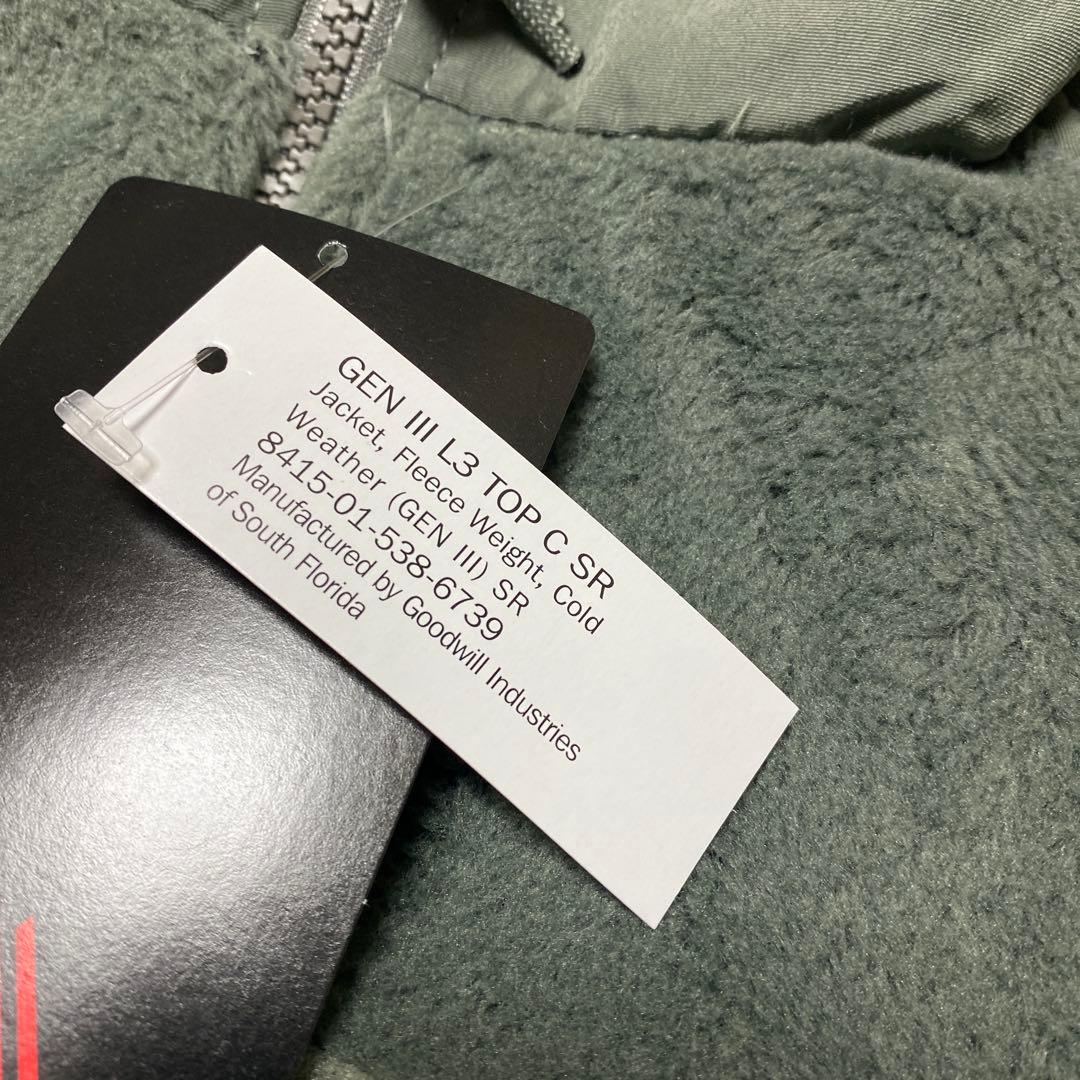 GEN III L3 TOP C SR
Jacket, Fleece Weight, Cold
Weather (GEN III) SR
8415-01-538-6739
Manufactured by Goodwill Industries
of South Florida